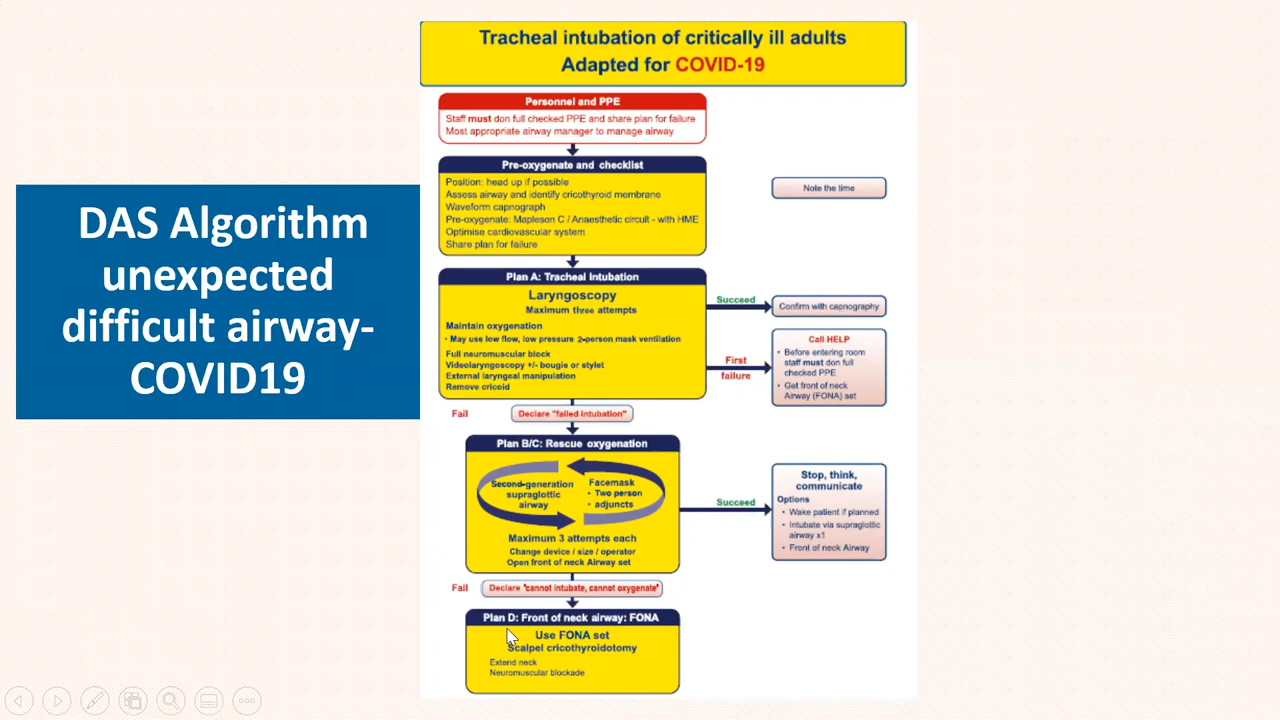 DAS Algorithm
unexpected
difficult airway-
COVID19
Tracheal intubation of critically ill adults
Adapted for COVID-19
Personnel and PPE
Staff must don full checked PPE and share plan for failure
Most appropriate airway manager to manage airway
Pre-oxygenate and checklist
Position: head up if possible
Assess airway and identify cricothyroid membrane
Waveform capnograph
Pre-oxygenate: Mapleson C / Anaesthetic circuit - with HME
Optimise cardiovascular system
Share plan for failure
Note the time
Plan A: Tracheal Intubation
Laryngoscopy
Maximum three attempts
Maintain oxygenation
• May use low flow, low pressure 2-person mask ventilation
Full neuromuscular block
Videolaryngoscopy +/- bougie or stylet
External laryngeal manipulation
Remove cricoid
Succeed
Confirm with capnography
First
failure
Call HELP
• Before entering room
staff must don full
checked PPE
• Get front of neck
Airway (FONA) set
Fail
Declare "failed intubation"
Plan B/C: Rescue oxygenation
Second-generation
supraglottic
airway
Facemask
• Two person
• adjuncts
Maximum 3 attempts each
Change device / size / operator
Open front of neck Airway set
Succeed
Stop, think,
communicate
Options
• Wake patient if planned
• Intubate via supraglottic
airway x1
• Front of neck Airway
Fail
Declare "cannot intubate, cannot oxygenate"
Plan D: Front of neck airway: FONA
Use FONA set
Scalpel cricothyroidotomy
Extend neck
Neuromuscular blockade